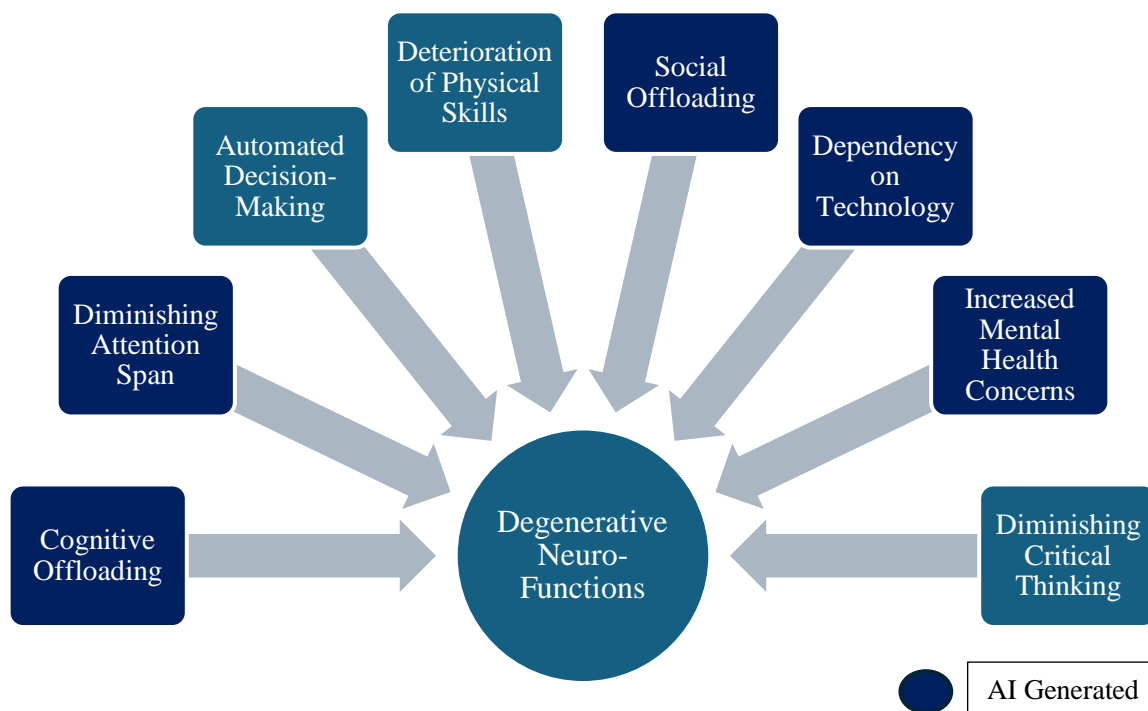 Deterioration
of Physical
Skills
Social
Offloading
Automated
Decision-
Making
Dependency
on
Technology
Diminishing
Attention
Span
Increased
Mental
Health
Concerns
Cognitive
Offloading
Degenerative
Neuro-
Functions
Diminishing
Critical
Thinking
AI Generated